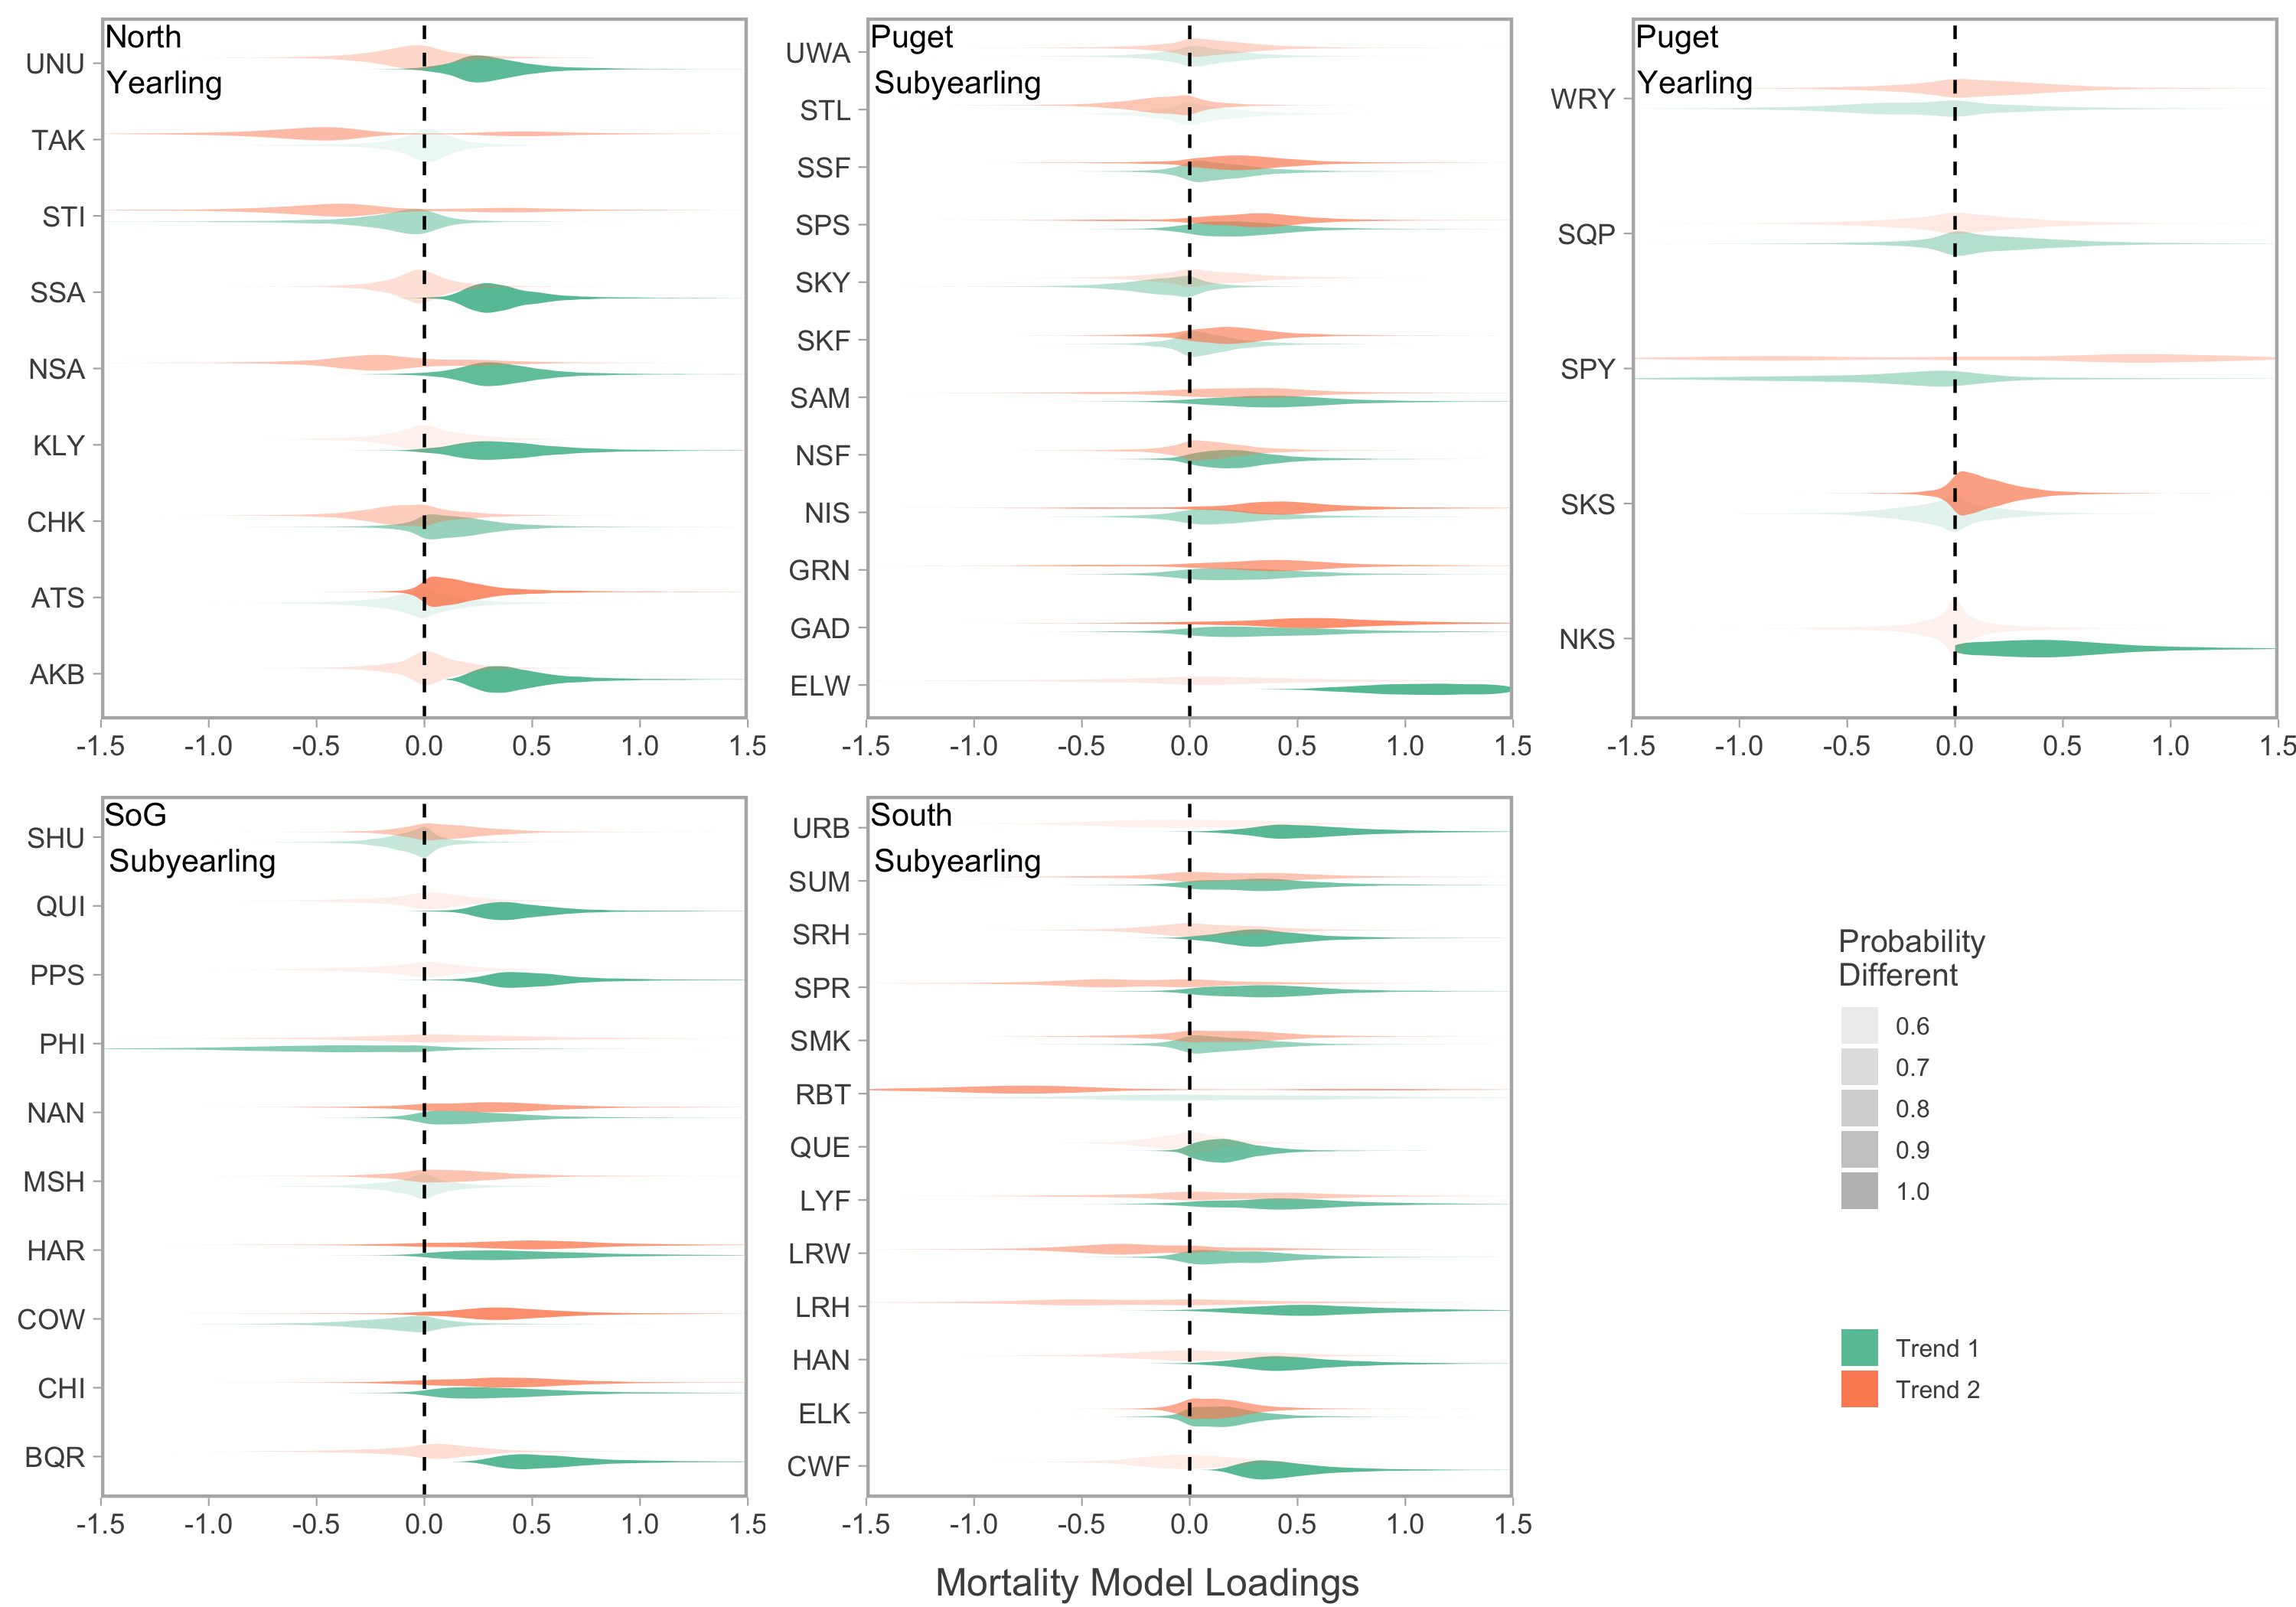 North
Yearling
UNU
TAK
STI
SSA
NSA
KLY
CHK
ATS
AKB
-1.5 -1.0 -0.5 0.0 0.5 1.0 1.5
Puget
Subyearling
UWA
STL
SSF
SPS
SKY
SKF
SAM
NSF
NIS
GRN
GAD
ELW
-1.5 -1.0 -0.5 0.0 0.5 1.0 1.5
Puget
Yearling
WRY
SQP
SPY
SKS
NKS
-1.5 -1.0 -0.5 0.0 0.5 1.0 1.5
SoG
Subyearling
SHU
QUI
PPS
PHI
NAN
MSH
HAR
COW
CHI
BQR
-1.5 -1.0 -0.5 0.0 0.5 1.0 1.5
South
Subyearling
URB
SUM
SRH
SPR
SMK
RBT
QUE
LYF
LRW
LRH
HAN
ELK
CWF
-1.5 -1.0 -0.5 0.0 0.5 1.0 1.5
Probability
Different
0.6
0.7
0.8
0.9
1.0
Trend 1
Trend 2
Mortality Model Loadings